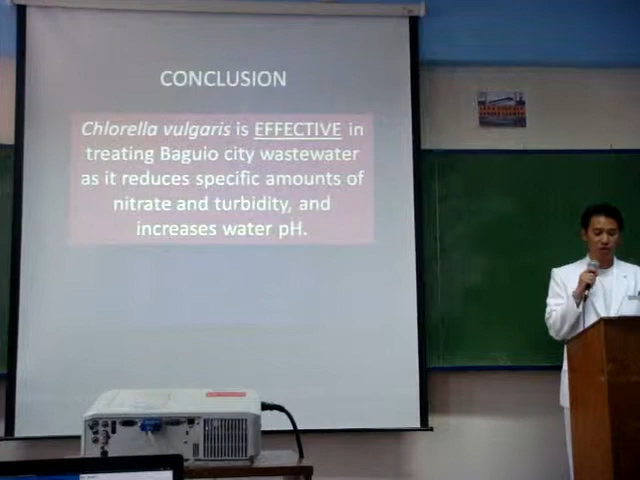 CONCLUSION
Chlorella vulgaris is EFFECTIVE in
treating Baguio city wastewater
as it reduces specific amounts of
nitrate and turbidity, and
increases water pH.